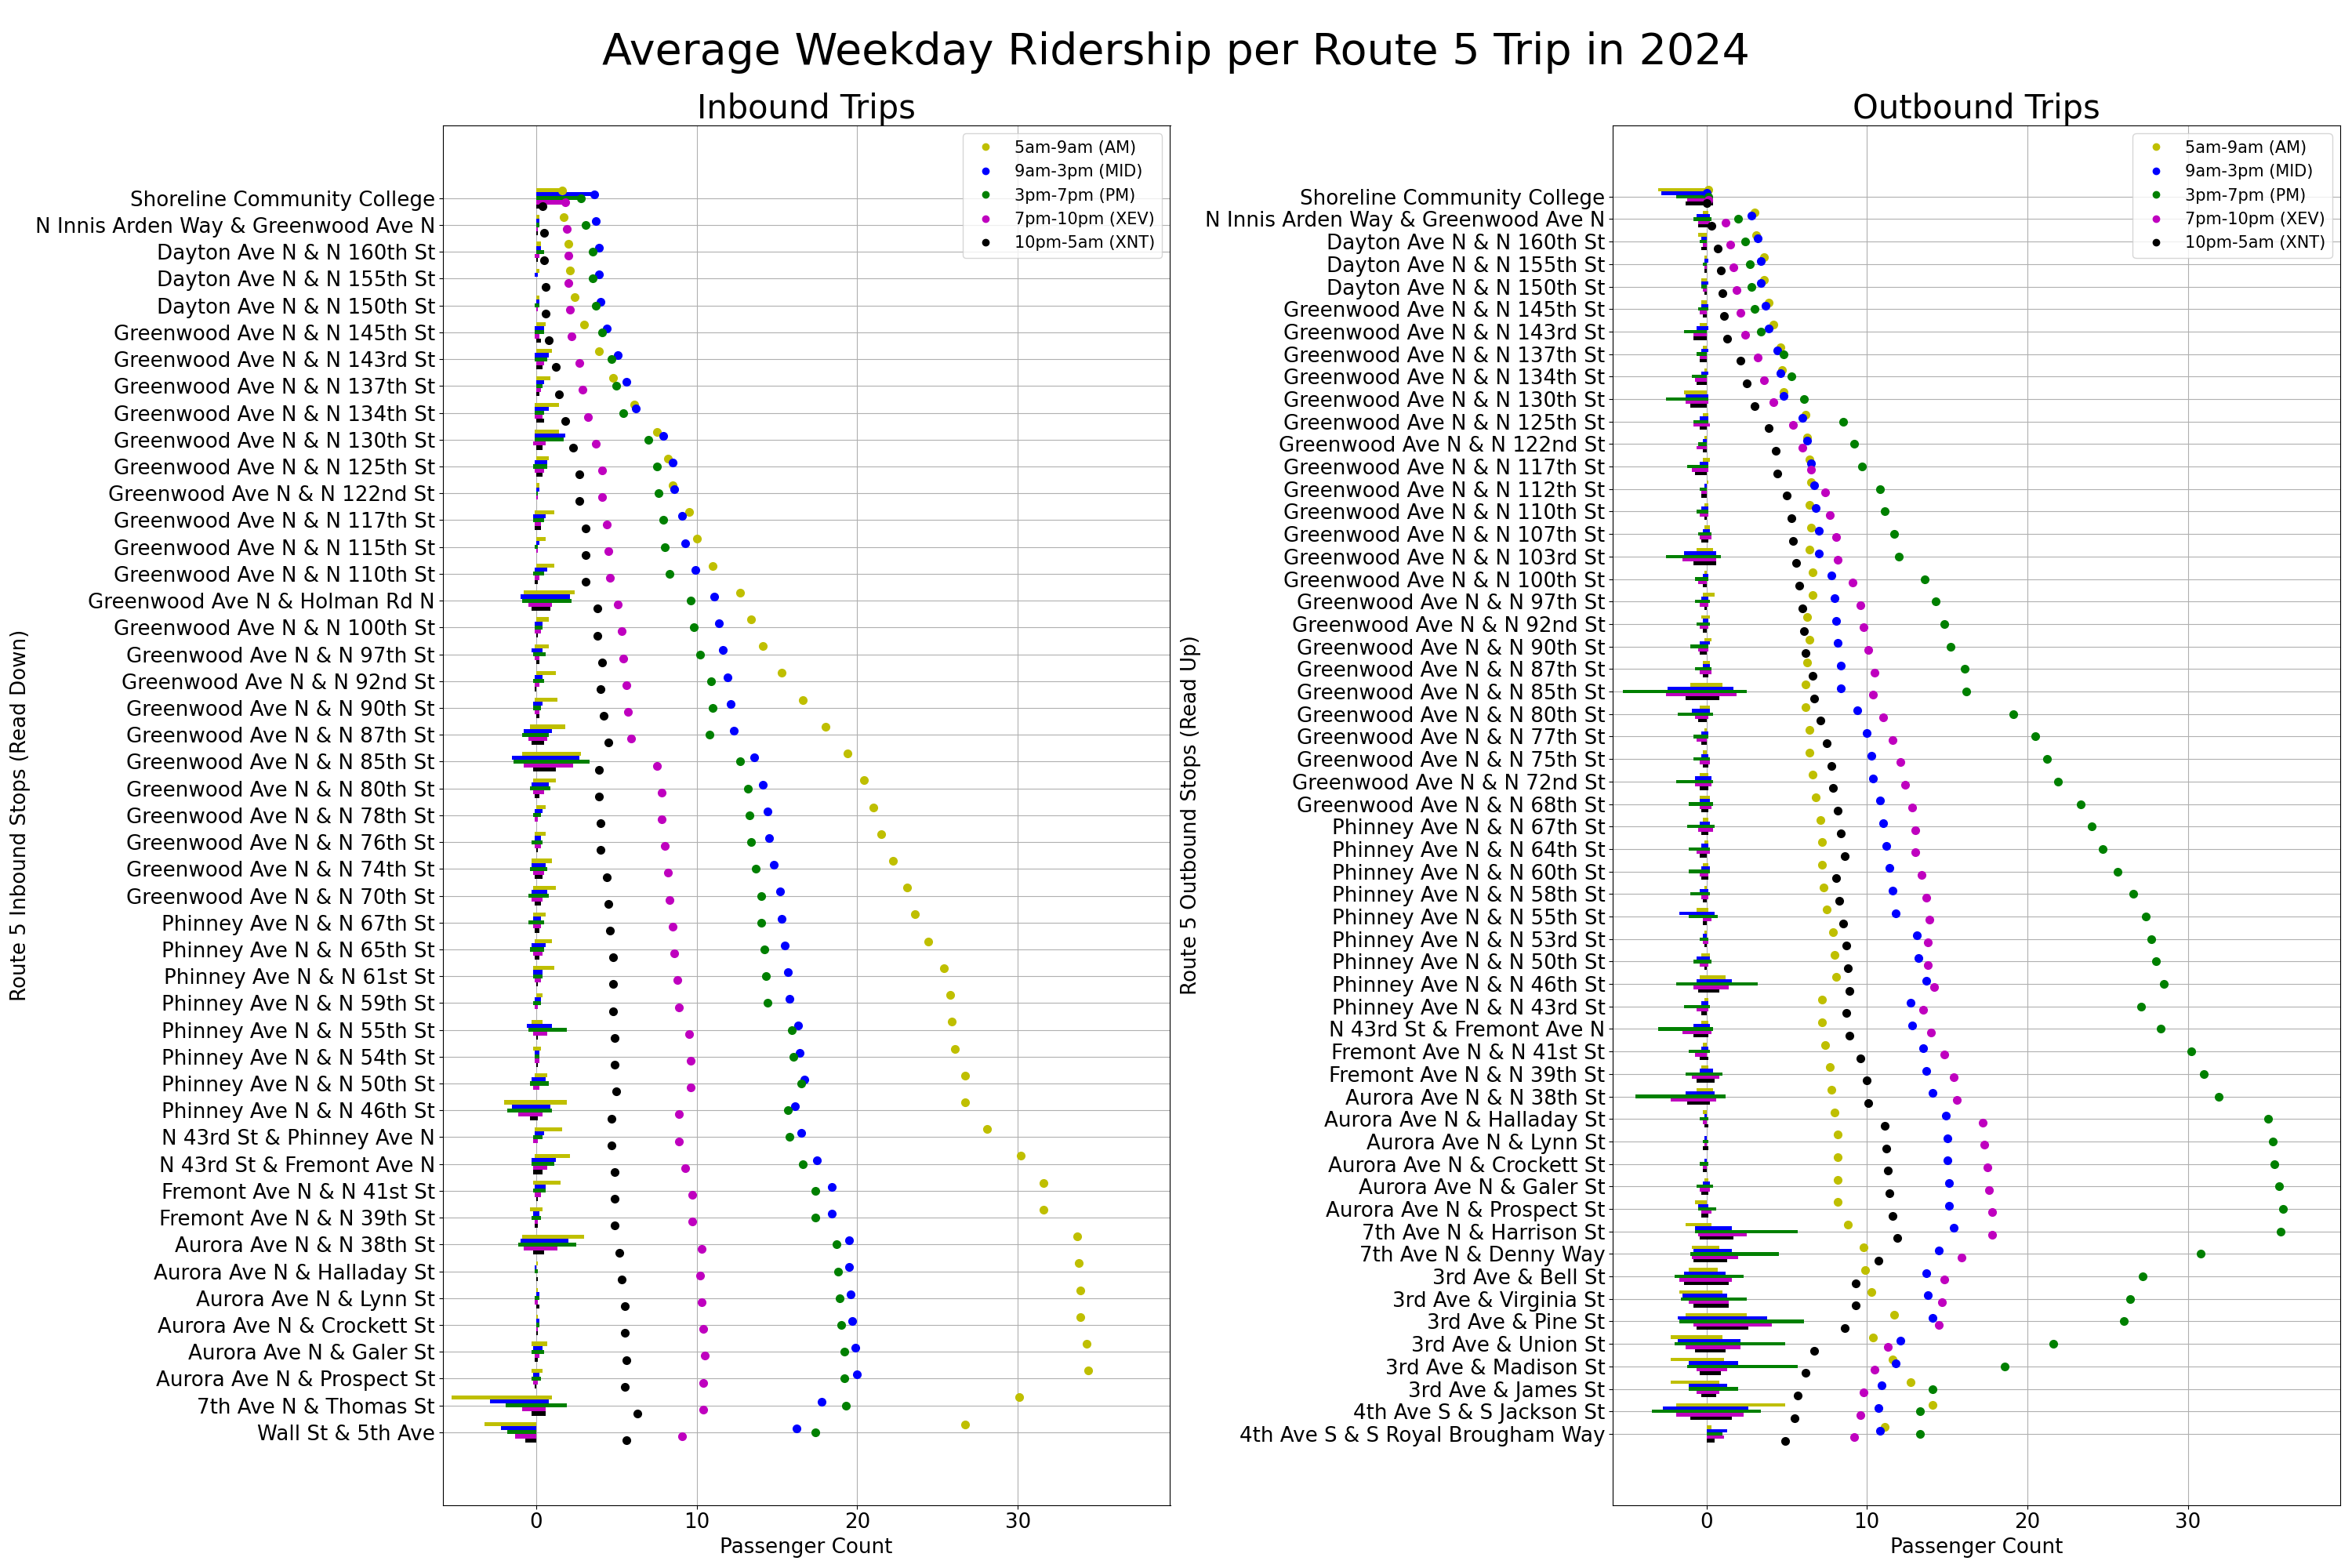 Average Weekday Ridership per Route 5 Trip in 2024
Inbound Trips
Route 5 Inbound Stops (Read Down)
Shoreline Community College
N Innis Arden Way & Greenwood Ave N
Dayton Ave N & N 160th St
Dayton Ave N & N 155th St
Dayton Ave N & N 150th St
Greenwood Ave N & N 145th St
Greenwood Ave N & N 143rd St
Greenwood Ave N & N 137th St
Greenwood Ave N & N 134th St
Greenwood Ave N & N 130th St
Greenwood Ave N & N 125th St
Greenwood Ave N & N 122nd St
Greenwood Ave N & N 117th St
Greenwood Ave N & N 115th St
Greenwood Ave N & N 110th St
Greenwood Ave N & Holman Rd N
Greenwood Ave N & N 100th St
Greenwood Ave N & N 97th St
Greenwood Ave N & N 92nd St
Greenwood Ave N & N 90th St
Greenwood Ave N & N 87th St
Greenwood Ave N & N 85th St
Greenwood Ave N & N 80th St
Greenwood Ave N & N 78th St
Greenwood Ave N & N 76th St
Greenwood Ave N & N 74th St
Greenwood Ave N & N 70th St
Phinney Ave N & N 67th St
Phinney Ave N & N 65th St
Phinney Ave N & N 61st St
Phinney Ave N & N 59th St
Phinney Ave N & N 55th St
Phinney Ave N & N 54th St
Phinney Ave N & N 50th St
Phinney Ave N & N 46th St
N 43rd St & Phinney Ave N
N 43rd St & Fremont Ave N
Fremont Ave N & N 41st St
Fremont Ave N & N 39th St
Aurora Ave N & N 38th St
Aurora Ave N & Halladay St
Aurora Ave N & Lynn St
Aurora Ave N & Crockett St
Aurora Ave N & Galer St
Aurora Ave N & Prospect St
7th Ave N & Thomas St
Wall St & 5th Ave
5am-9am (AM)
9am-3pm (MID)
3pm-7pm (PM)
7pm-10pm (XEV)
10pm-5am (XNT)
0 10 20 30
Passenger Count
Outbound Trips
Route 5 Outbound Stops (Read Up)
Shoreline Community College
N Innis Arden Way & Greenwood Ave N
Dayton Ave N & N 160th St
Dayton Ave N & N 155th St
Dayton Ave N & N 150th St
Greenwood Ave N & N 145th St
Greenwood Ave N & N 143rd St
Greenwood Ave N & N 137th St
Greenwood Ave N & N 134th St
Greenwood Ave N & N 130th St
Greenwood Ave N & N 125th St
Greenwood Ave N & N 122nd St
Greenwood Ave N & N 117th St
Greenwood Ave N & N 112th St
Greenwood Ave N & N 110th St
Greenwood Ave N & N 107th St
Greenwood Ave N & N 103rd St
Greenwood Ave N & N 100th St
Greenwood Ave N & N 97th St
Greenwood Ave N & N 92nd St
Greenwood Ave N & N 90th St
Greenwood Ave N & N 87th St
Greenwood Ave N & N 85th St
Greenwood Ave N & N 80th St
Greenwood Ave N & N 77th St
Greenwood Ave N & N 75th St
Greenwood Ave N & N 72nd St
Greenwood Ave N & N 68th St
Phinney Ave N & N 67th St
Phinney Ave N & N 64th St
Phinney Ave N & N 60th St
Phinney Ave N & N 58th St
Phinney Ave N & N 55th St
Phinney Ave N & N 53rd St
Phinney Ave N & N 50th St
Phinney Ave N & N 46th St
Phinney Ave N & N 43rd St
N 43rd St & Fremont Ave N
Fremont Ave N & N 41st St
Fremont Ave N & N 39th St
Aurora Ave N & N 38th St
Aurora Ave N & Halladay St
Aurora Ave N & Lynn St
Aurora Ave N & Crockett St
Aurora Ave N & Galer St
Aurora Ave N & Prospect St
7th Ave N & Harrison St
7th Ave N & Denny Way
3rd Ave & Bell St
3rd Ave & Virginia St
3rd Ave & Pine St
3rd Ave & Union St
3rd Ave & Madison St
3rd Ave & James St
4th Ave S & S Jackson St
4th Ave S & S Royal Brougham Way
5am-9am (AM)
9am-3pm (MID)
3pm-7pm (PM)
7pm-10pm (XEV)
10pm-5am (XNT)
0 10 20 30
Passenger Count